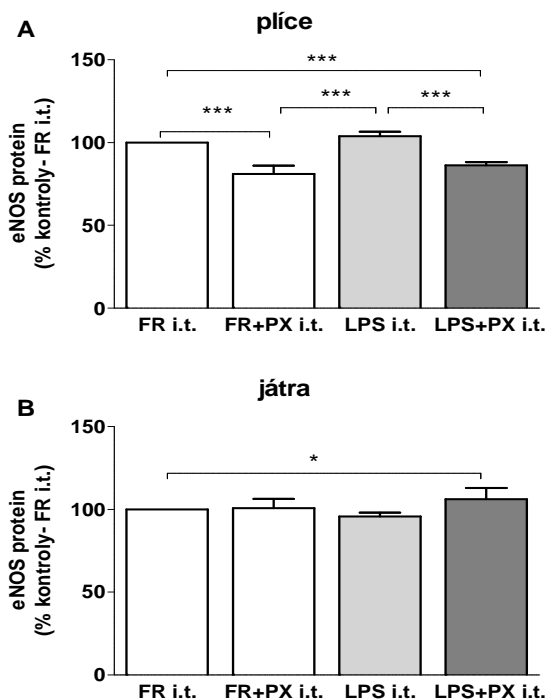 A
plíce
***
***
***
***
150
100
50
0
eNOS protein
(% kontroly- FR i.t.)
FR i.t.
FR+PX i.t.
LPS i.t.
LPS+PX i.t.
B
játra
*
150
100
50
0
eNOS protein
(% kontroly- FR i.t.)
FR i.t.
FR+PX i.t.
LPS i.t.
LPS+PX i.t.